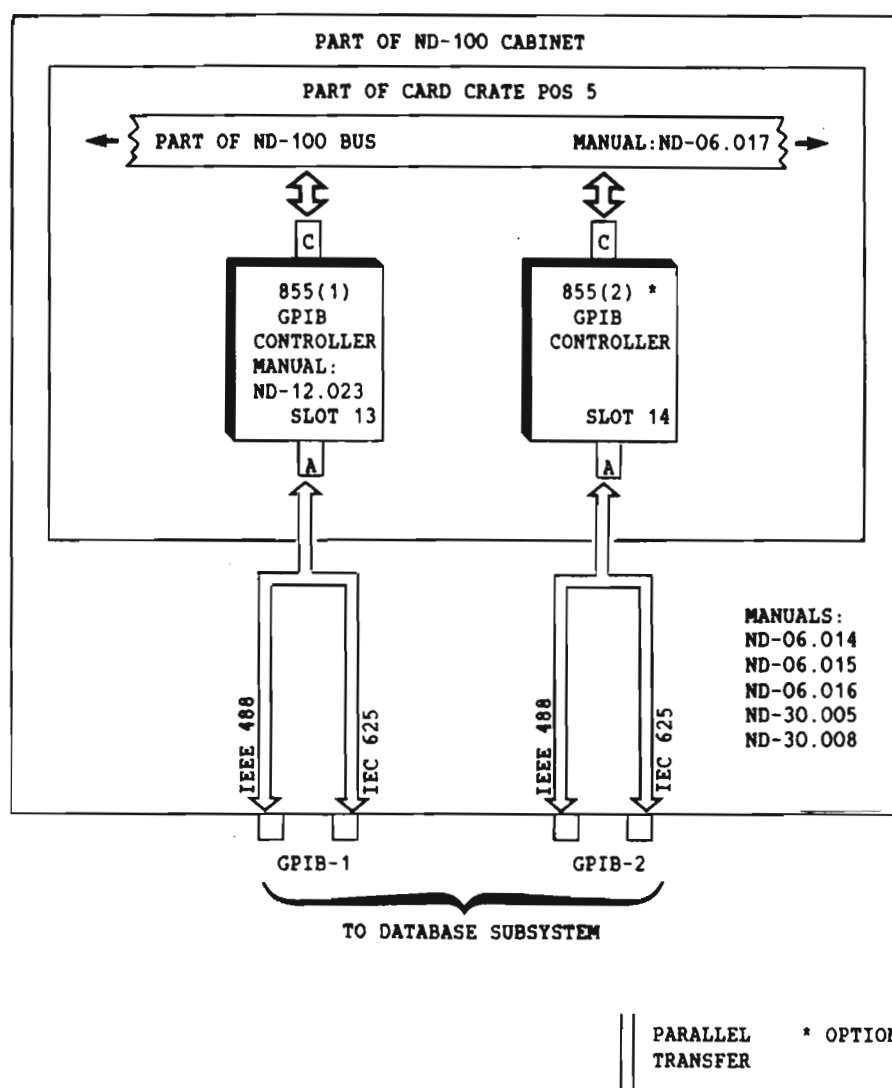 PART OF ND-100 CABINET
PART OF CARD CRATE POS 5
PART OF ND-100 BUS MANUAL:ND-06.017
C
C
855(1)
GPIB
CONTROLLER
MANUAL:
ND-12.023
SLOT 13
855(2) *
GPIB
CONTROLLER
SLOT 14
A
A
MANUALS:
ND-06.014
ND-06.015
ND-06.016
ND-30.005
ND-30.008
IEEE 488
IEC 625
IEEE 488
IEC 625
GPIB-1
GPIB-2
TO DATABASE SUBSYSTEM
PARALLEL
TRANSFER
* OPTION